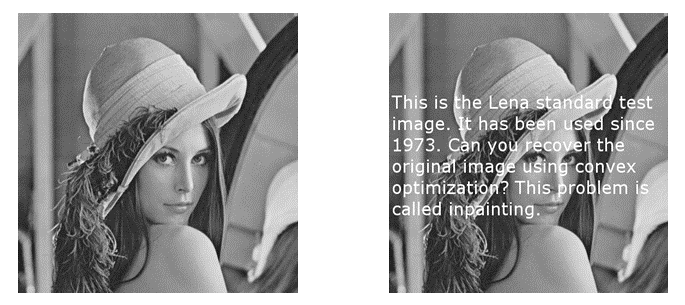 This is the Lena standard test
image. It has been used since
1973. Can you recover the
original image using convex
optimization? This problem is
called inpainting.